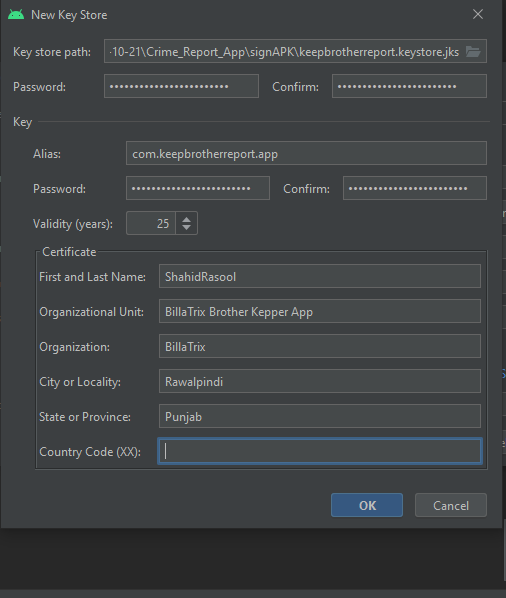 New Key Store
Key store path: -10-21\Crime_Report_App\signAPK\keepbrotherreport.keystore.jks
Password: •••••••••••••••••••••••• Confirm: ••••••••••••••••••••••••
Key
Alias: com.keepbrotherreport.app
Password: •••••••••••••••••••••••• Confirm: ••••••••••••••••••••••••
Validity (years): 25
Certificate
First and Last Name: ShahidRasool
Organizational Unit: BillaTrix Brother Kepper App
Organization: BillaTrix
City or Locality: Rawalpindi
State or Province: Punjab
Country Code (XX):
OK Cancel